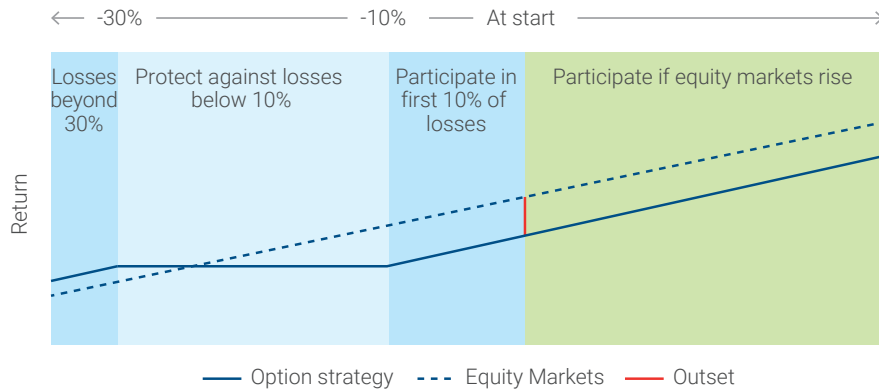 -30%
-10%
At start
Losses
beyond
30%
Protect against losses
below 10%
Participate in
first 10% of
losses
Participate if equity markets rise
Return
Option strategy
Equity Markets
Outset